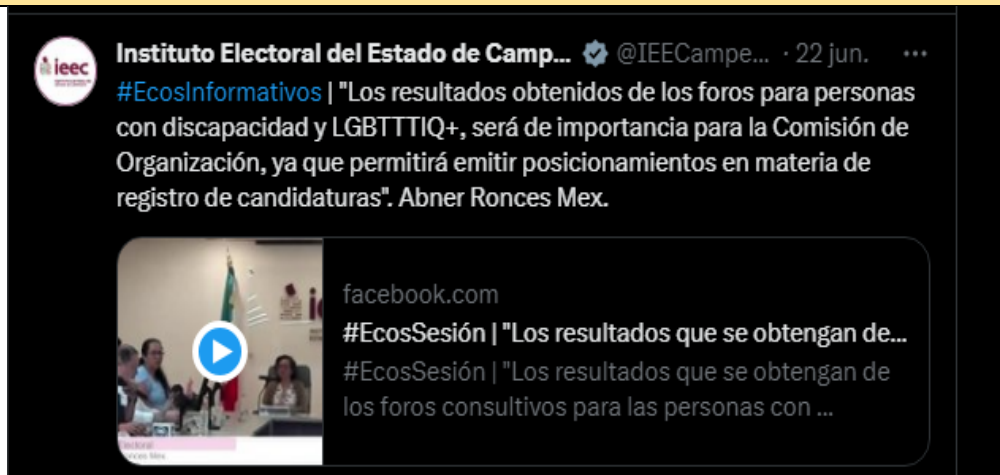 ieec
Instituto Electoral del Estado de Camp... @IEECampe... · 22 jun.
#EcosInformativos | "Los resultados obtenidos de los foros para personas
con discapacidad y LGBTTTIQ+, será de importancia para la Comisión de
Organización, ya que permitirá emitir posicionamientos en materia de
registro de candidaturas". Abner Ronces Mex.
facebook.com
#EcosSesión | "Los resultados que se obtengan de...
#EcosSesión | "Los resultados que se obtengan de
los foros consultivos para las personas con ...